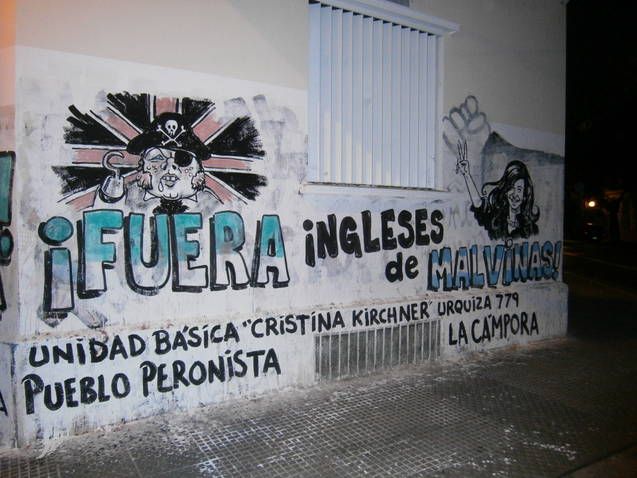 ¡FUERA iNGLESES de MALViNAS!
UNIDAD BÁSICA "CRISTINA KiRCHNER" URQUIZA 779
PUEBLO PERONISTA
LA CÁMPORA